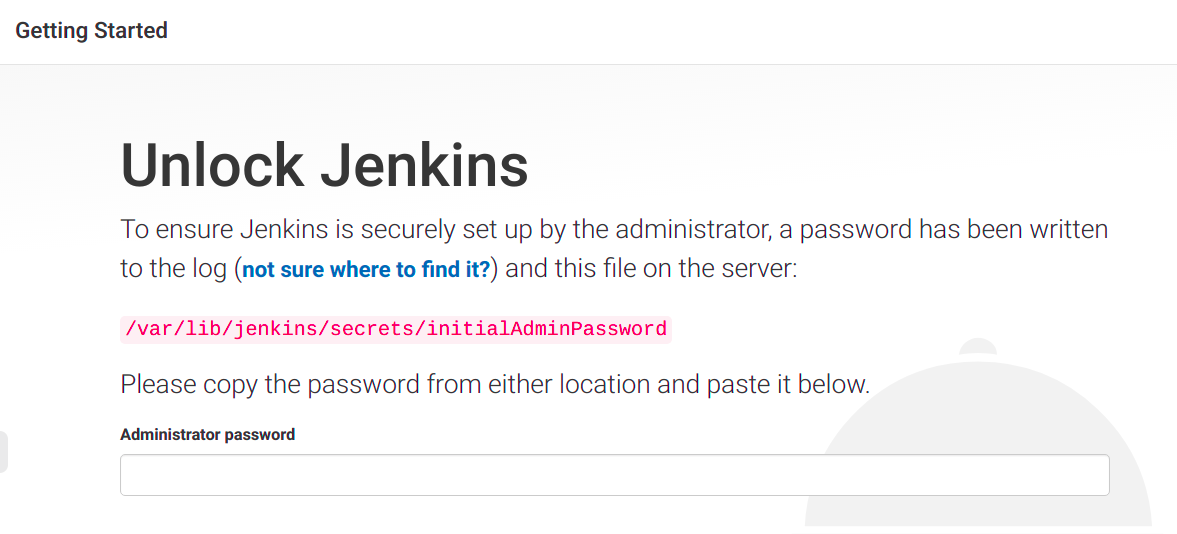 Getting Started
Unlock Jenkins
To ensure Jenkins is securely set up by the administrator, a password has been written
to the log (not sure where to find it?) and this file on the server:
/var/lib/jenkins/secrets/initialAdminPassword
Please copy the password from either location and paste it below.
Administrator password